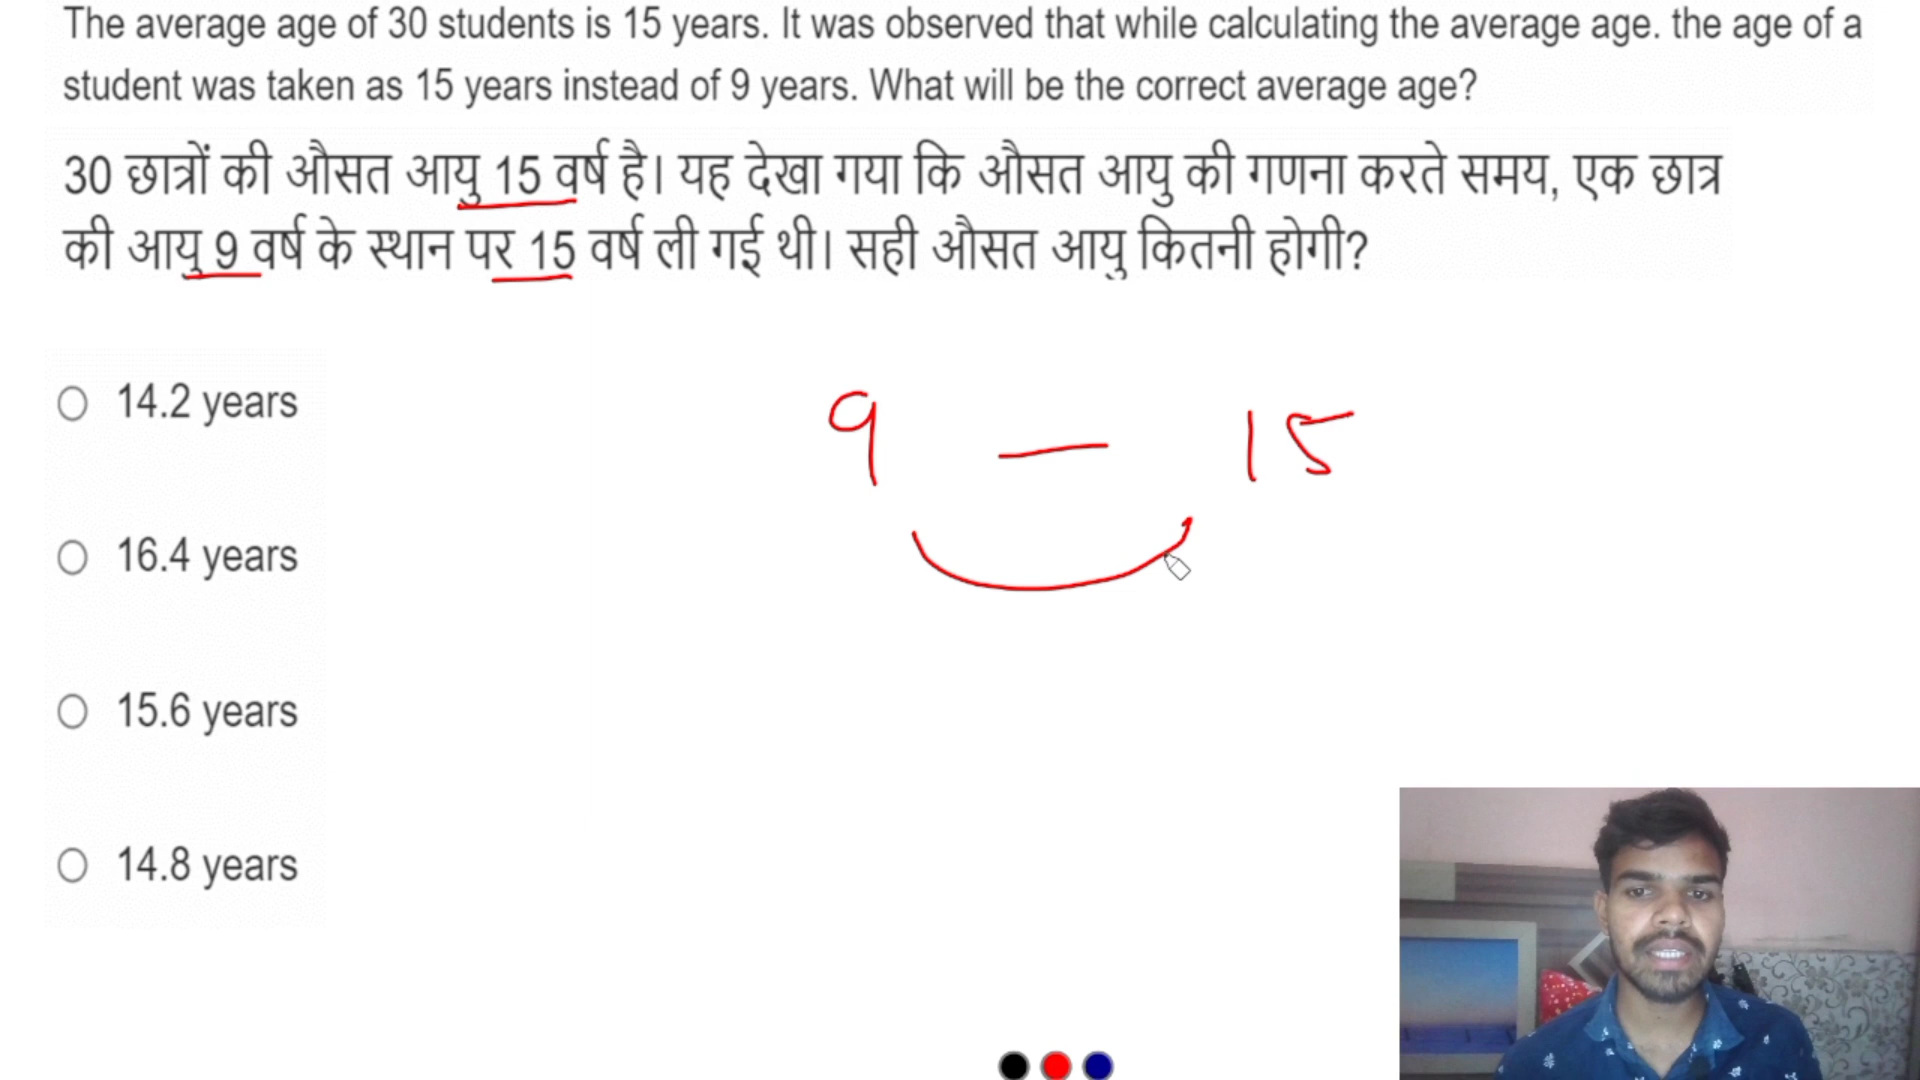 The average age of 30 students is 15 years. It was observed that while calculating the average age. the age of a
student was taken as 15 years instead of 9 years. What will be the correct average age?
30 छात्रों की औसत आयु 15 वर्ष है। यह देखा गया कि औसत आयु की गणना करते समय, एक छात्र
की आयु 9 वर्ष के स्थान पर 15 वर्ष ली गई थी। सही औसत आयु कितनी होगी?
14.2 years
9 — 15
16.4 years
15.6 years
14.8 years